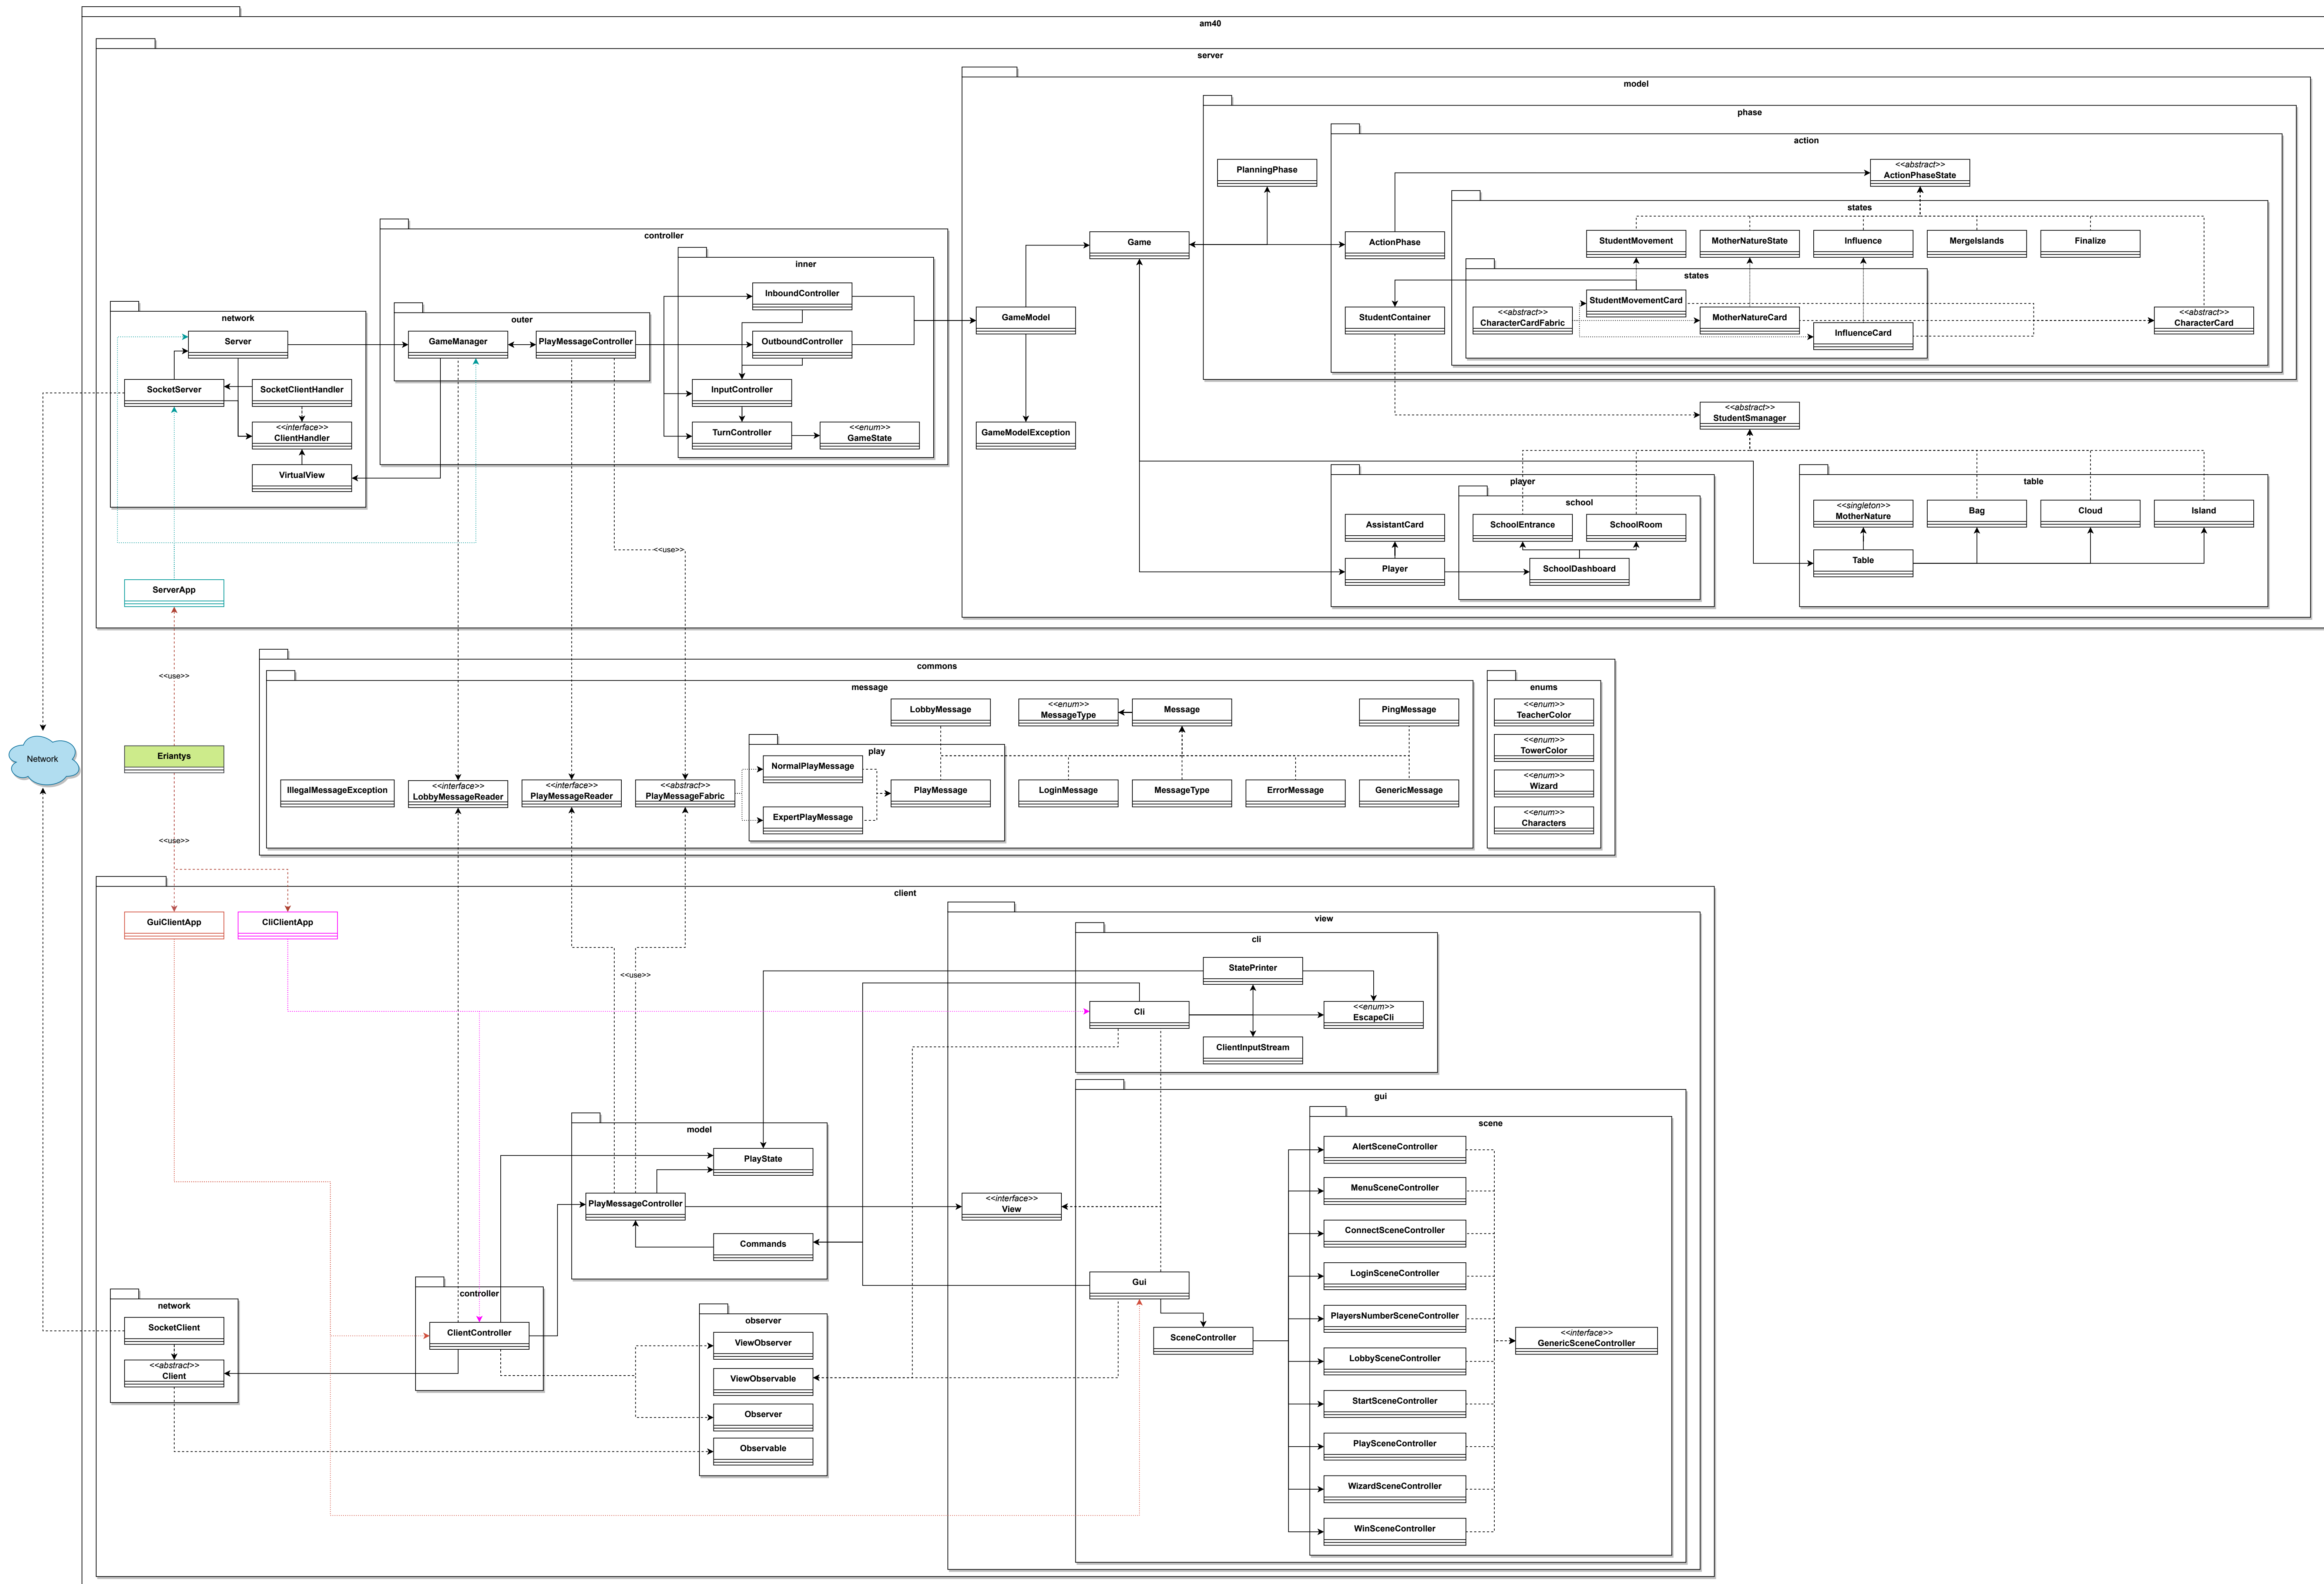 am40
server
model
phase
action
PlanningPhase
<<abstract>>
ActionPhaseState
states
controller
Game
ActionPhase
StudentMovement
MotherNatureState
Influence
MergeIslands
Finalize
inner
states
InboundController
StudentMovementCard
network
outer
GameModel
StudentContainer
<<abstract>>
CharacterCardFabric
MotherNatureCard
<<abstract>>
CharacterCard
InfluenceCard
Server
GameManager
PlayMessageController
OutboundController
SocketServer
SocketClientHandler
InputController
<<abstract>>
StudentSmanager
<<interface>>
ClientHandler
TurnController
<<enum>>
GameState
GameModelException
VirtualView
player
table
school
AssistantCard
SchoolEntrance
SchoolRoom
<<singleton>>
MotherNature
Bag
Cloud
Island
<<use>>
Player
SchoolDashboard
Table
ServerApp
commons
<<use>>
message
enums
LobbyMessage
<<enum>>
MessageType
Message
PingMessage
<<enum>>
TeacherColor
play
<<enum>>
TowerColor
Network
Eriantys
NormalPlayMessage
IllegalMessageException
<<interface>>
LobbyMessageReader
<<interface>>
PlayMessageReader
<<abstract>>
PlayMessageFabric
PlayMessage
LoginMessage
MessageType
ErrorMessage
GenericMessage
<<enum>>
Wizard
ExpertPlayMessage
<<enum>>
Characters
<<use>>
client
GuiClientApp
CliClientApp
view
cli
StatePrinter
<<use>>
Cli
<<enum>>
EscapeCli
ClientInputStream
gui
scene
model
AlertSceneController
PlayState
MenuSceneController
PlayMessageController
<<interface>>
View
ConnectSceneController
Commands
LoginSceneController
Gui
controller
network
PlayersNumberSceneController
observer
SocketClient
ClientController
SceneController
<<interface>>
GenericSceneController
ViewObserver
LobbySceneController
<<abstract>>
Client
ViewObservable
StartSceneController
Observer
PlaySceneController
Observable
WizardSceneController
WinSceneController